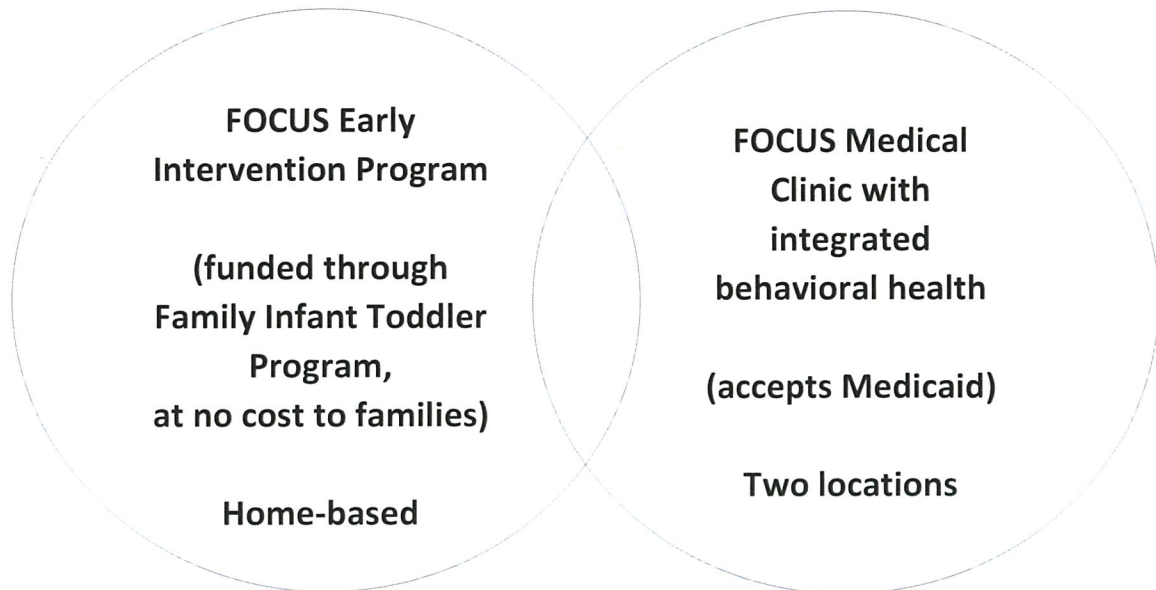 FOCUS Early
Intervention Program
(funded through
Family Infant Toddler
Program,
at no cost to families)
Home-based
FOCUS Medical
Clinic with
integrated
behavioral health
(accepts Medicaid)
Two locations